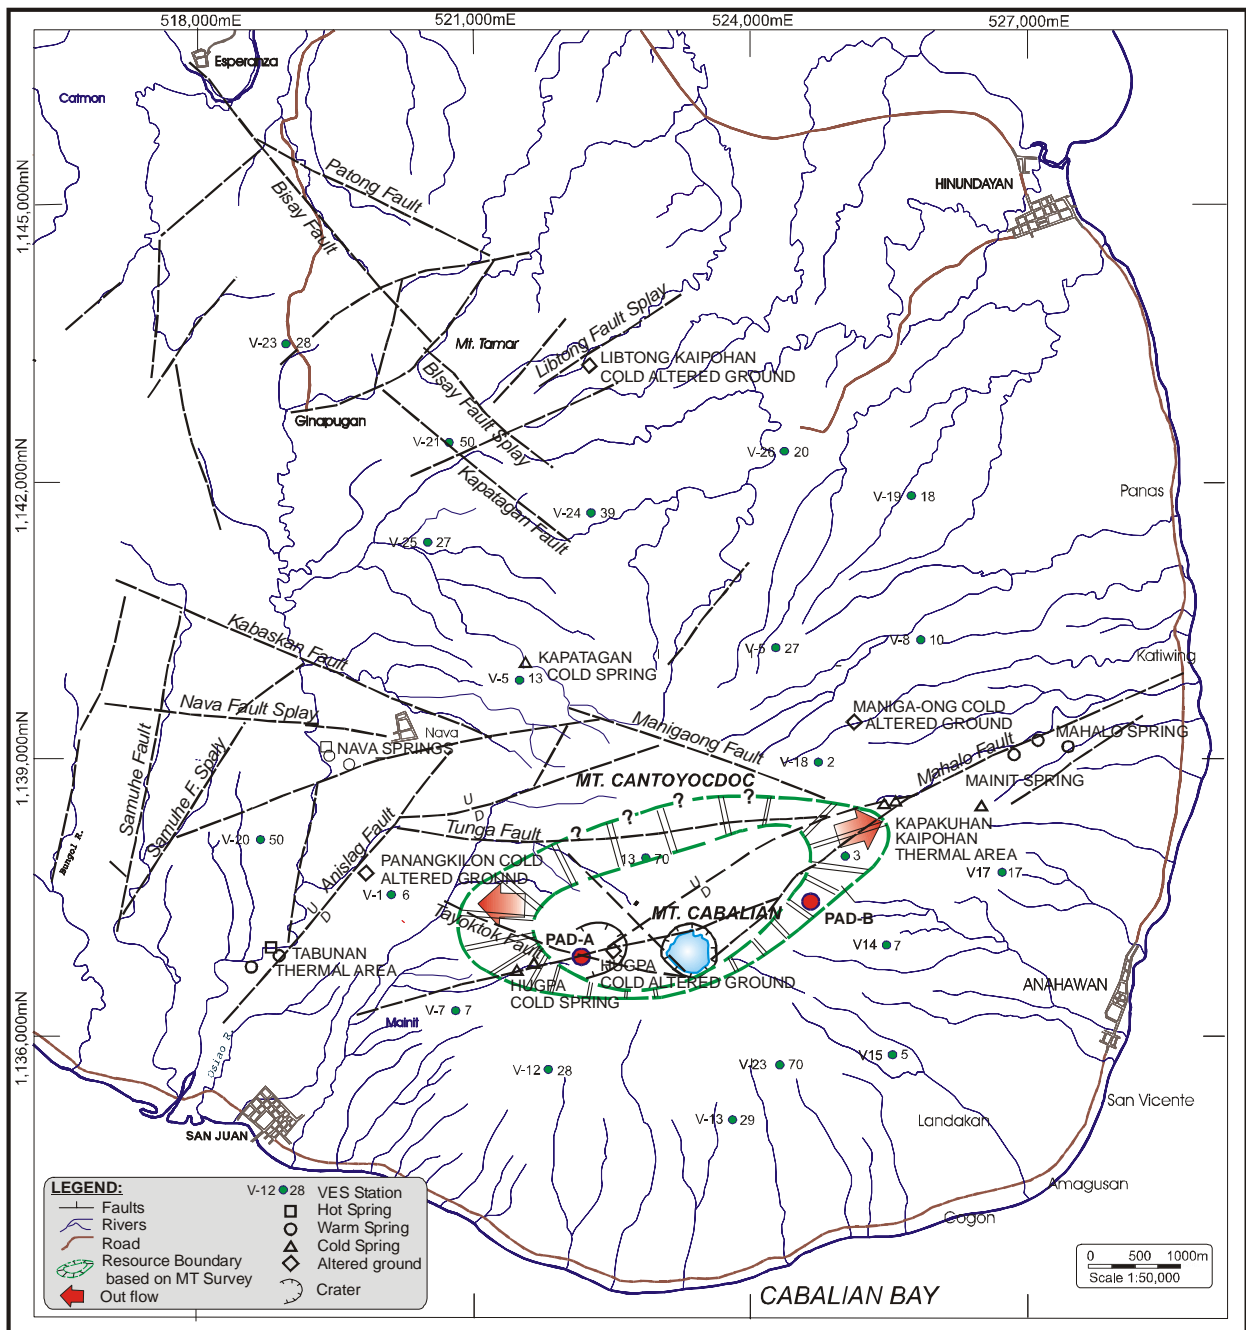 518,000mE
521,000mE
524,000mE
527,000mE
1,145,000mN
1,142,000mN
1,139,000mN
1,136,000mN
Esperanza
Catmon
Patong Fault
Bisay Fault
HINUNDAYAN
Libtong Fault Splay
V-23 28
Mt. Tamar
LIBTONG KAIPOHAN
COLD ALTERED GROUND
Bisay Fault Splay
Ginapugan
V-21 50
V-26 20
Kapatagan Fault
V-19 18
Panas
V-24 39
V-25 27
Kabaskan Fault
V-8 10
V-5 27
Katiwing
KAPATAGAN
COLD SPRING
V-5 13
Nava Fault Splay
MANIGA-ONG COLD
ALTERED GROUND
Nava
NAVA SPRINGS
Manigaong Fault
MAHALO SPRING
Mahalo Fault
V-18 2
MAINIT SPRING
Samuhe Fault
Samuhe F. Spaly
MT. CANTOYOCDOC
U
D
Tunga Fault
?
?
?
KAPAKUHAN
KAIPOHAN
THERMAL AREA
Bungol R.
V-20 50
Anislag Fault
PANANGKILON COLD
ALTERED GROUND
13 70
3
V17 17
V-1 6
U
D
U
D
Tayoktok Fault
MT. CABALIAN
PAD-B
PAD-A
V14 7
TABUNAN
THERMAL AREA
HUGPA
COLD ALTERED GROUND
HUGPA
COLD SPRING
ANAHAWAN
V-7 7
Mainit
Osiao R.
V15 5
V-12 28
V-23 70
San Vicente
V-13 29
Landakan
SAN JUAN
Amagusan
Cogon
CABALIAN BAY
LEGEND:
Faults
Rivers
Road
Resource Boundary
based on MT Survey
Out flow
V-12 28 VES Station
Hot Spring
Warm Spring
Cold Spring
Altered ground
Crater
0 500 1000m
Scale 1:50,000